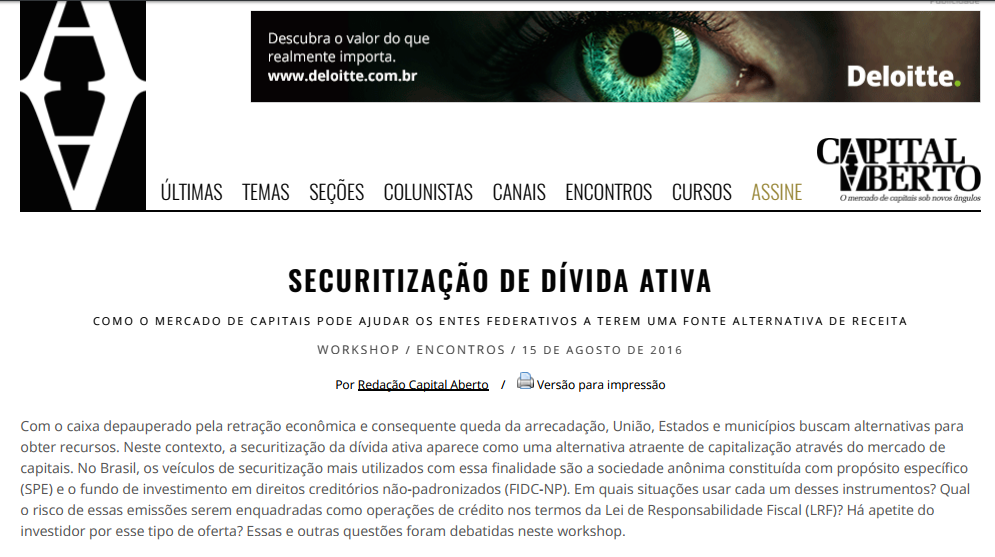 Publicidade
Descubra o valor do que
realmente importa.
www.deloitte.com.br
Deloitte.
CAPITAL
ABERTO
O mercado de capitais sob novos ângulos
ÚLTIMAS TEMAS SEÇÕES COLUNISTAS CANAIS ENCONTROS CURSOS ASSINE
SECURITIZAÇÃO DE DÍVIDA ATIVA
COMO O MERCADO DE CAPITAIS PODE AJUDAR OS ENTES FEDERATIVOS A TEREM UMA FONTE ALTERNATIVA DE RECEITA
WORKSHOP / ENCONTROS / 15 DE AGOSTO DE 2016
Por Redação Capital Aberto / Versão para impressão
Com o caixa depauperado pela retração econômica e consequente queda da arrecadação, União, Estados e municípios buscam alternativas para
obter recursos. Neste contexto, a securitização da dívida ativa aparece como uma alternativa atraente de capitalização através do mercado de
capitais. No Brasil, os veículos de securitização mais utilizados com essa finalidade são a sociedade anônima constituída com propósito específico
(SPE) e o fundo de investimento em direitos creditórios não-padronizados (FIDC-NP). Em quais situações usar cada um desses instrumentos? Qual
o risco de essas emissões serem enquadradas como operações de crédito nos termos da Lei de Responsabilidade Fiscal (LRF)? Há apetite do
investidor por esse tipo de oferta? Essas e outras questões foram debatidas neste workshop.